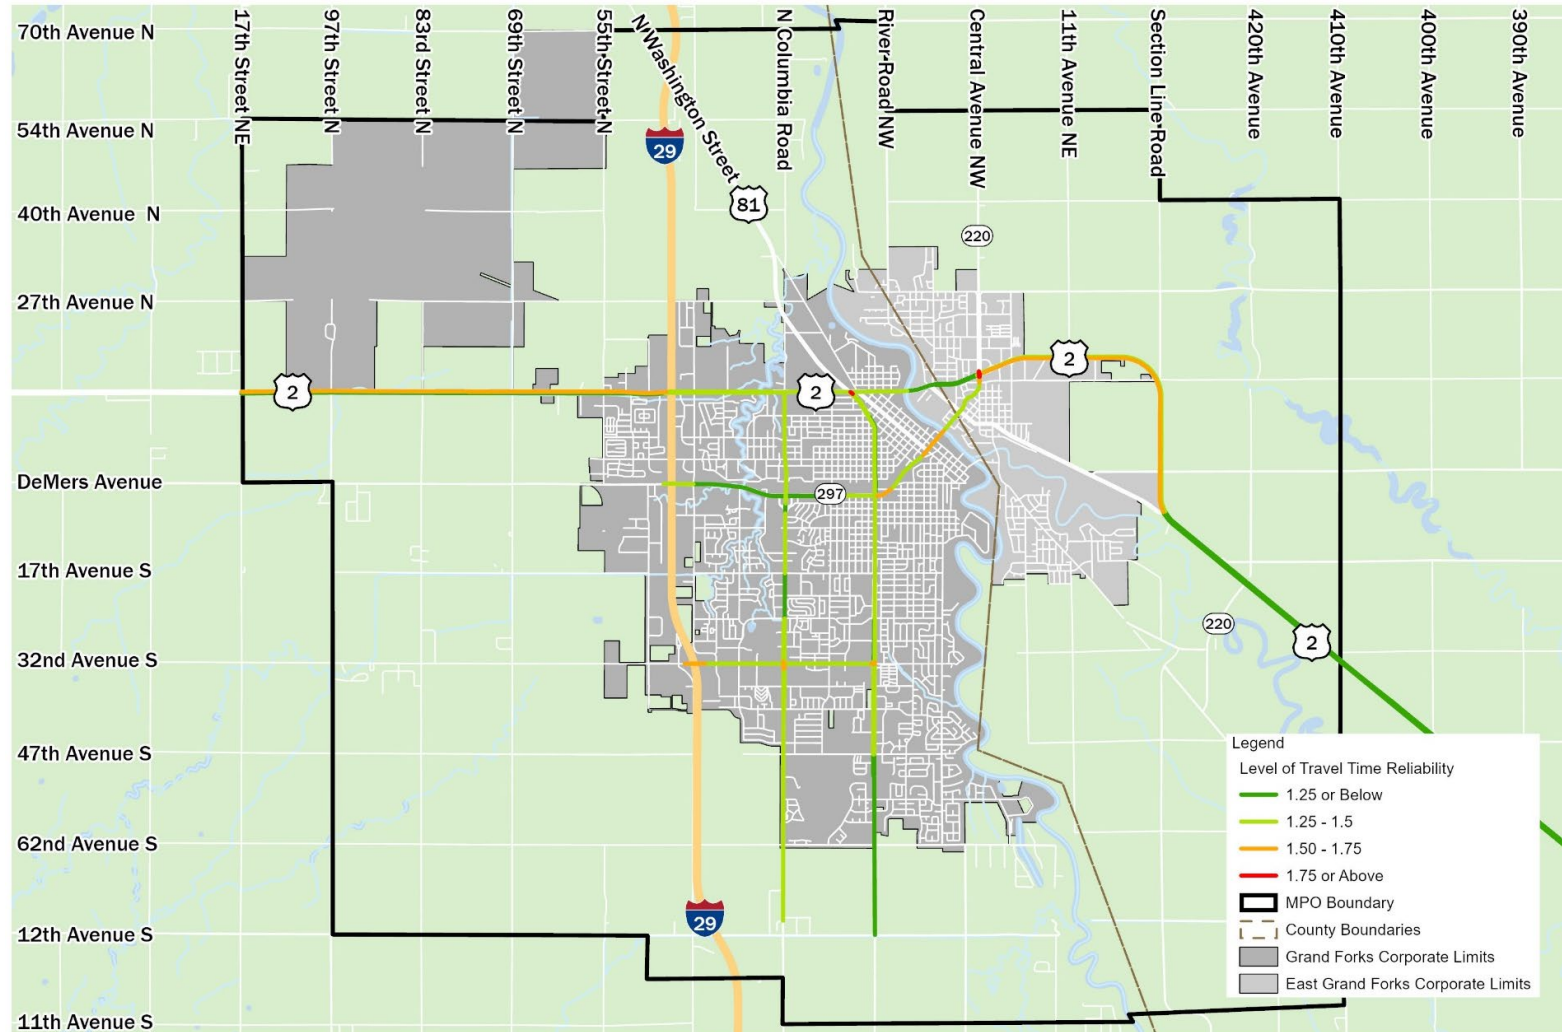 17th Street NE
97th Street N
83rd Street N
69th Street N
55th Street N
N Washington Street
N Columbia Road
River Road NW
Central Avenue NW
11th Avenue NE
Section Line Road
420th Avenue
410th Avenue
400th Avenue
390th Avenue
70th Avenue N
54th Avenue N
29
81
40th Avenue N
220
27th Avenue N
2
2
2
DeMers Avenue
297
17th Avenue S
220
2
32nd Avenue S
47th Avenue S
62nd Avenue S
29
12th Avenue S
11th Avenue S
Legend
Level of Travel Time Reliability
1.25 or Below
1.25 - 1.5
1.50 - 1.75
1.75 or Above
MPO Boundary
County Boundaries
Grand Forks Corporate Limits
East Grand Forks Corporate Limits